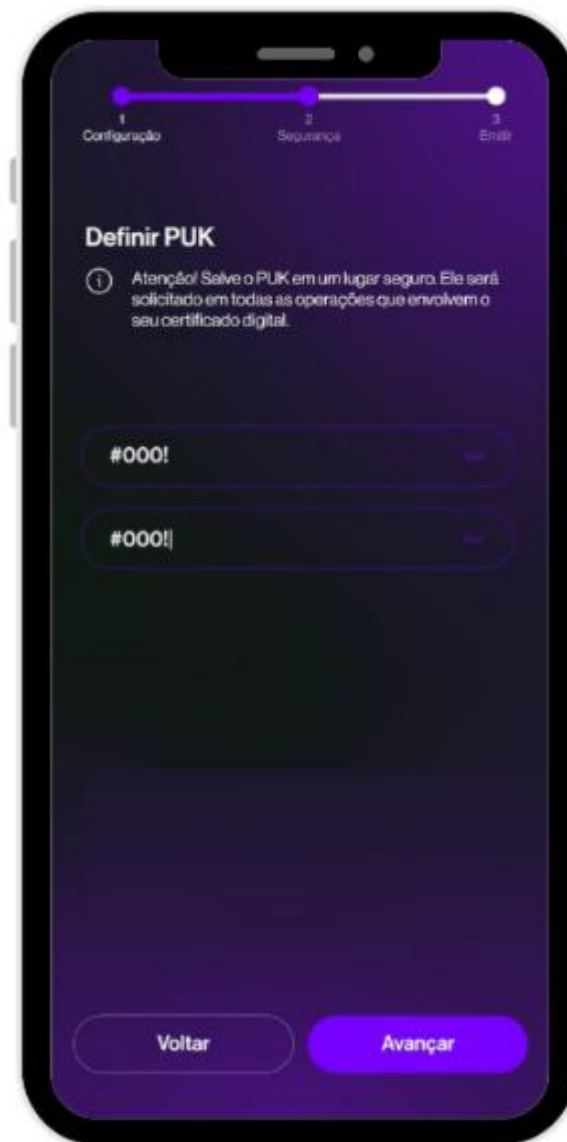 1 2 3
Configuração Segurança Emitir
Definir PUK
Atenção! Salve o PUK em um lugar seguro. Ele será
solicitado em todas as operações que envolvem o
seu certificado digital.
#000!
#000!
Voltar Avançar